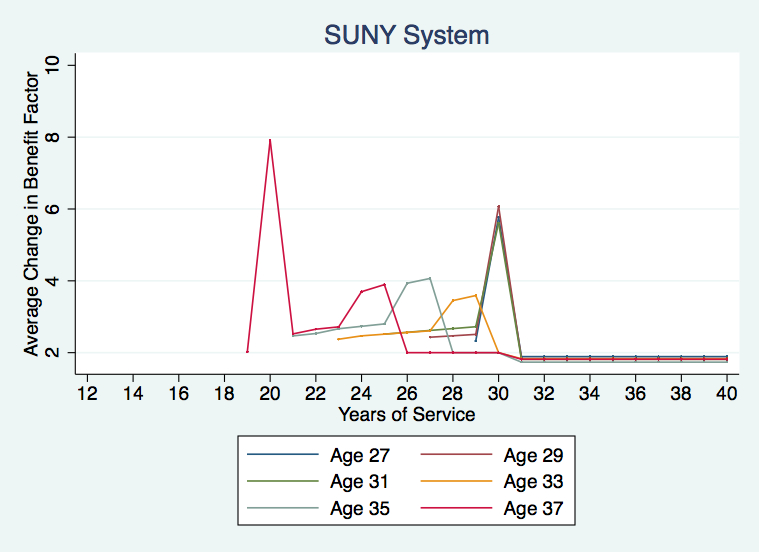 SUNY System
Average Change in Benefit Factor
10
8
6
4
2
12 14 16 18 20 22 24 26 28 30 32 34 36 38 40
Years of Service
Age 27 Age 29
Age 31 Age 33
Age 35 Age 37